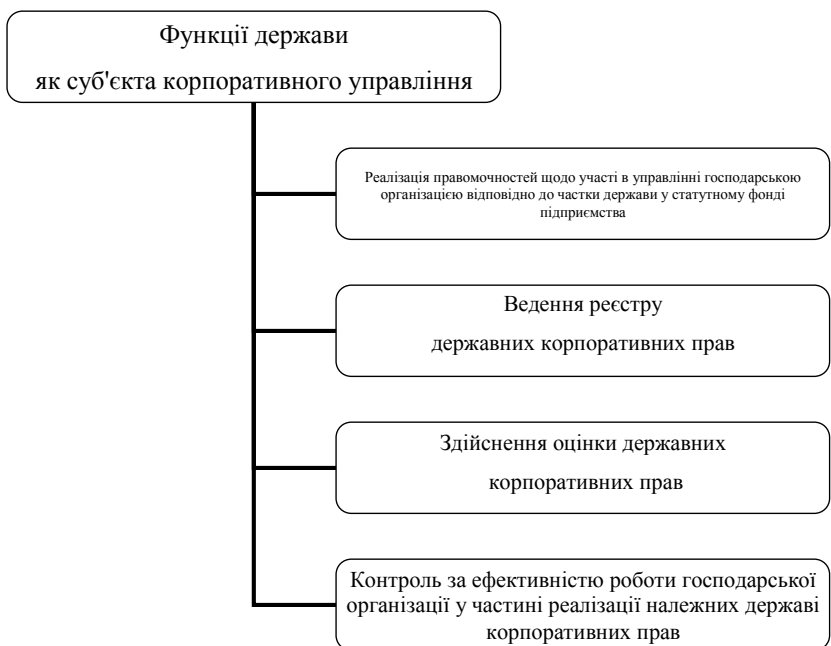 Функції держави
як суб'єкта корпоративного управління
Реалізація правомочностей щодо участі в управлінні господарською
організацією відповідно до частки держави у статутному фонді
підприємства
Ведення реєстру
державних корпоративних прав
Здійснення оцінки державних
корпоративних прав
Контроль за ефективністю роботи господарської
організації у частині реалізації належних державі
корпоративних прав